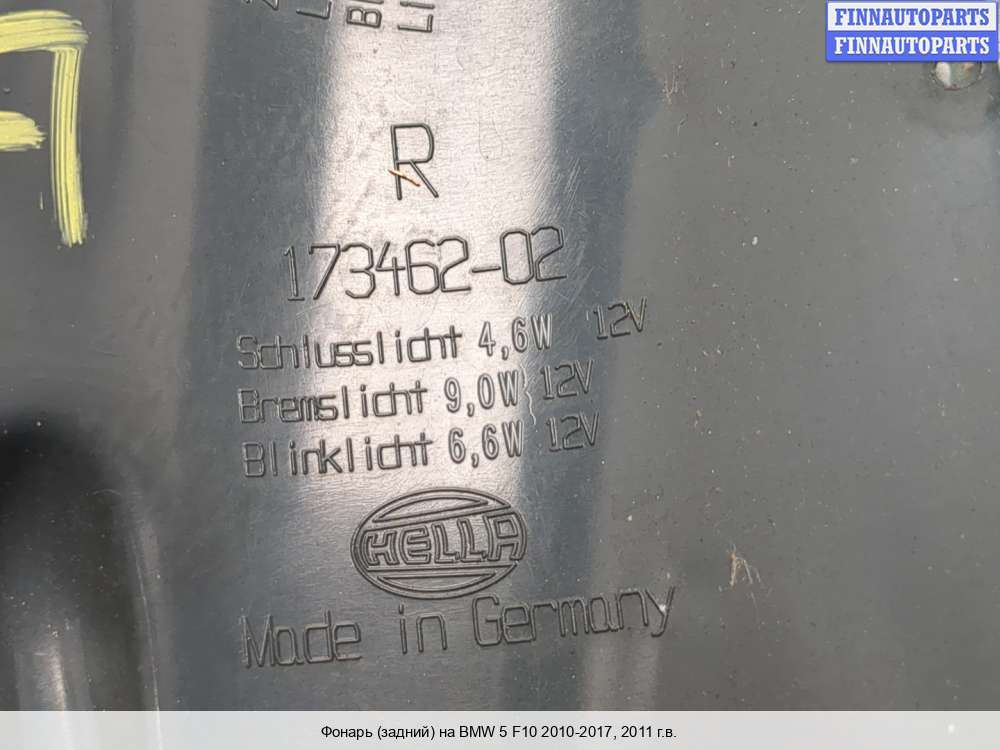 FINNAUTOPARTS
FINNAUTOPARTS
R
173462-02
Schlusslicht 4,6W 12V
Bremslicht 9,0W 12V
Blinklicht 6,6W 12V
HELLA
Made in Germany
Фонарь (задний) на BMW 5 F10 2010-2017, 2011 г.в.